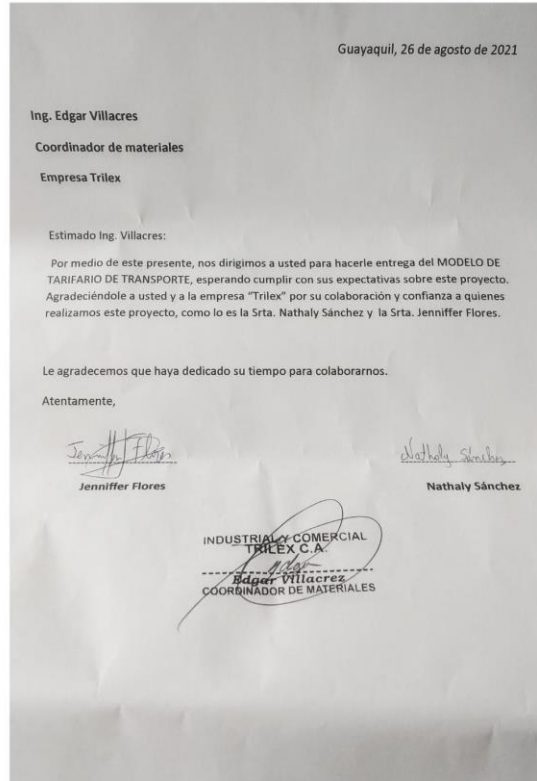 Guayaquil, 26 de agosto de 2021
Ing. Edgar Villacres
Coordinador de materiales
Empresa Trilex
Estimado Ing. Villacres:
Por medio de este presente, nos dirigimos a usted para hacerle entrega del MODELO DE
TARIFARIO DE TRANSPORTE, esperando cumplir con sus expectativas sobre este proyecto.
Agradeciéndole a usted y a la empresa “Trilex” por su colaboración y confianza a quienes
realizamos este proyecto, como lo es la Srta. Nathaly Sánchez y la Srta. Jenniffer Flores.
Le agradecemos que haya dedicado su tiempo para colaborarnos.
Atentamente,
Jenniffer Flores
Nathaly Sánchez
Jenniffer Flores
Nathaly Sánchez
INDUSTRIAL Y COMERCIAL
TRILEX C.A.
Edgar Villacrez
COORDINADOR DE MATERIALES